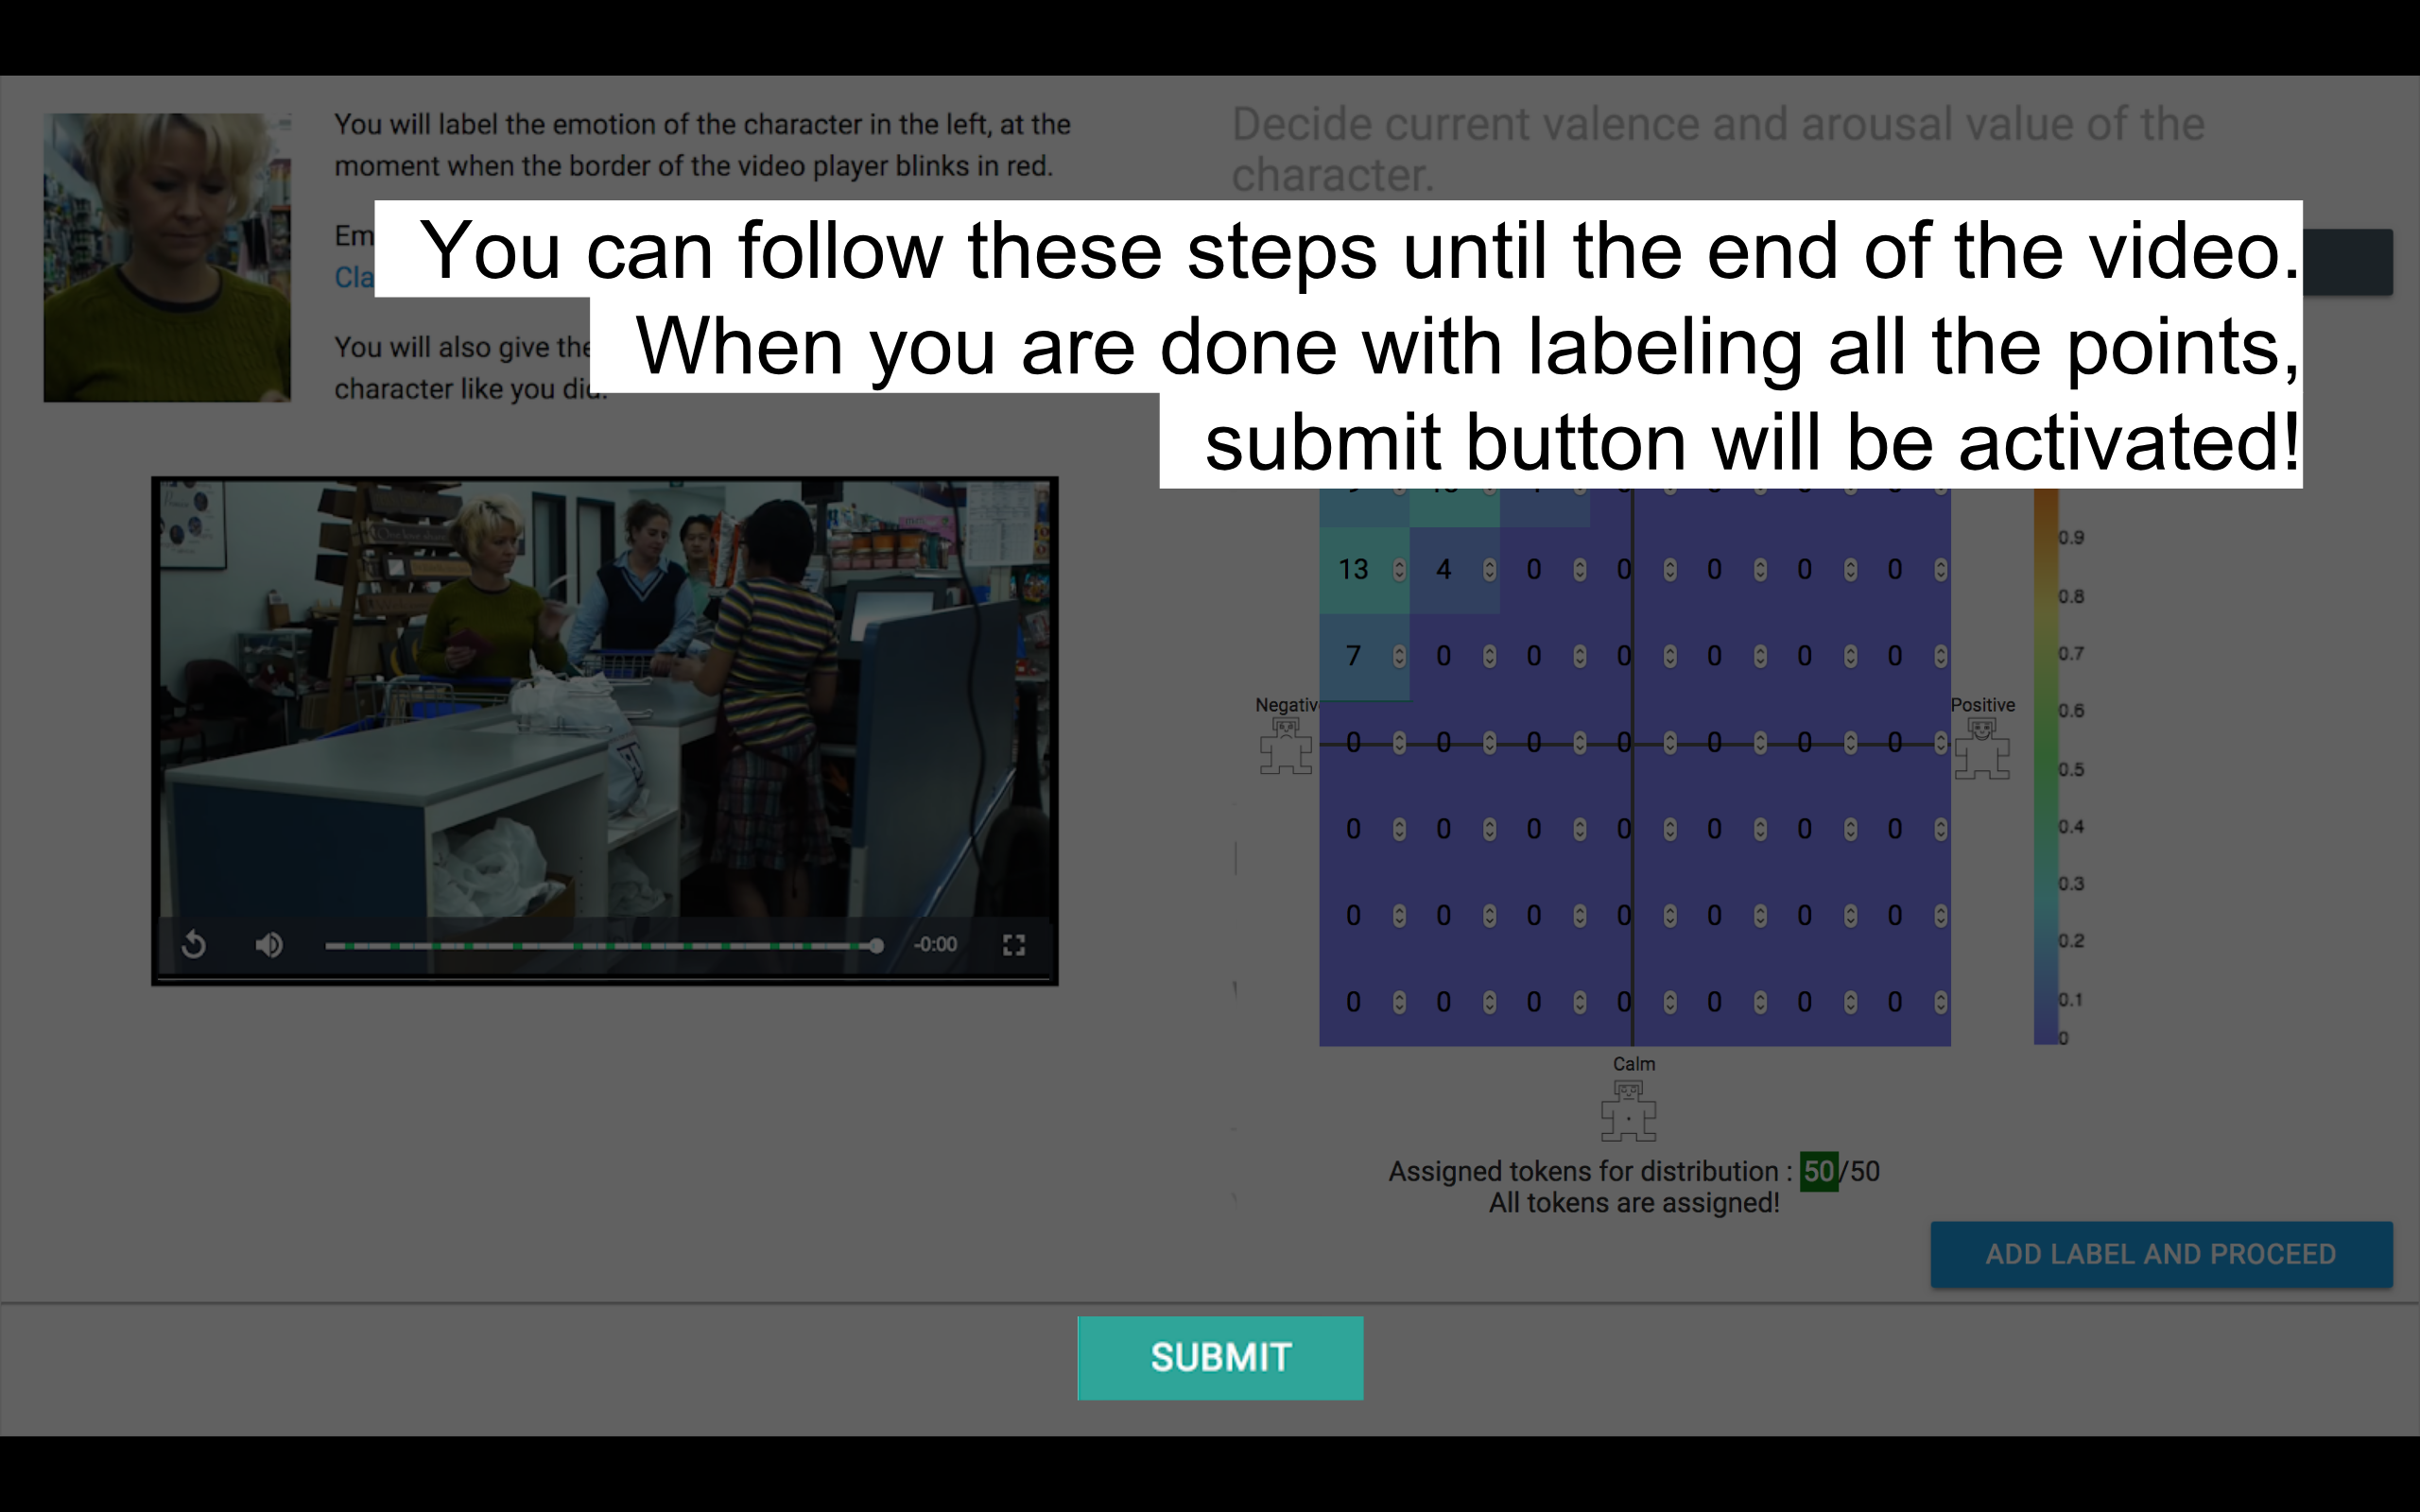 You will label the emotion of the character in the left, at the
moment when the border of the video player blinks in red.
Em
Cla
You will also give the
character like you did.
Decide current valence and arousal value of the
character.
You can follow these steps until the end of the video.
When you are done with labeling all the points,
submit button will be activated!
-0:00
13 4 0 0 0 0 0
7 0 0 0 0 0 0
Negativ
0 0 0 0 0 0 0
Positive
0 0 0 0 0 0 0
0 0 0 0 0 0 0
0 0 0 0 0 0 0
0.9
0.8
0.7
0.6
0.5
0.4
0.3
0.2
0.1
0
Calm
Assigned tokens for distribution : 50/50
All tokens are assigned!
ADD LABEL AND PROCEED
SUBMIT